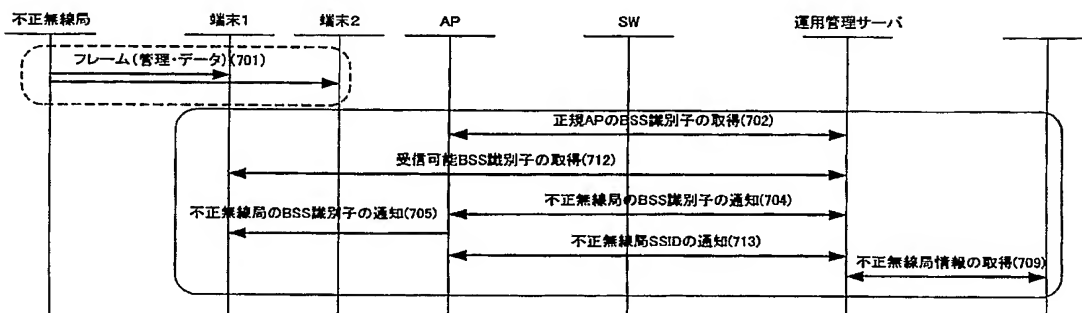 不正無線局
端末1
端末2
AP
SW
運用管理サーバ
フレーム(管理・データ)(701)
正規APのBSS識別子の取得(702)
受信可能BSS識別子の取得(712)
不正無線局のBSS識別子の通知(705)
不正無線局のBSS識別子の通知(704)
不正無線局SSIDの通知(713)
不正無線局情報の取得(709)